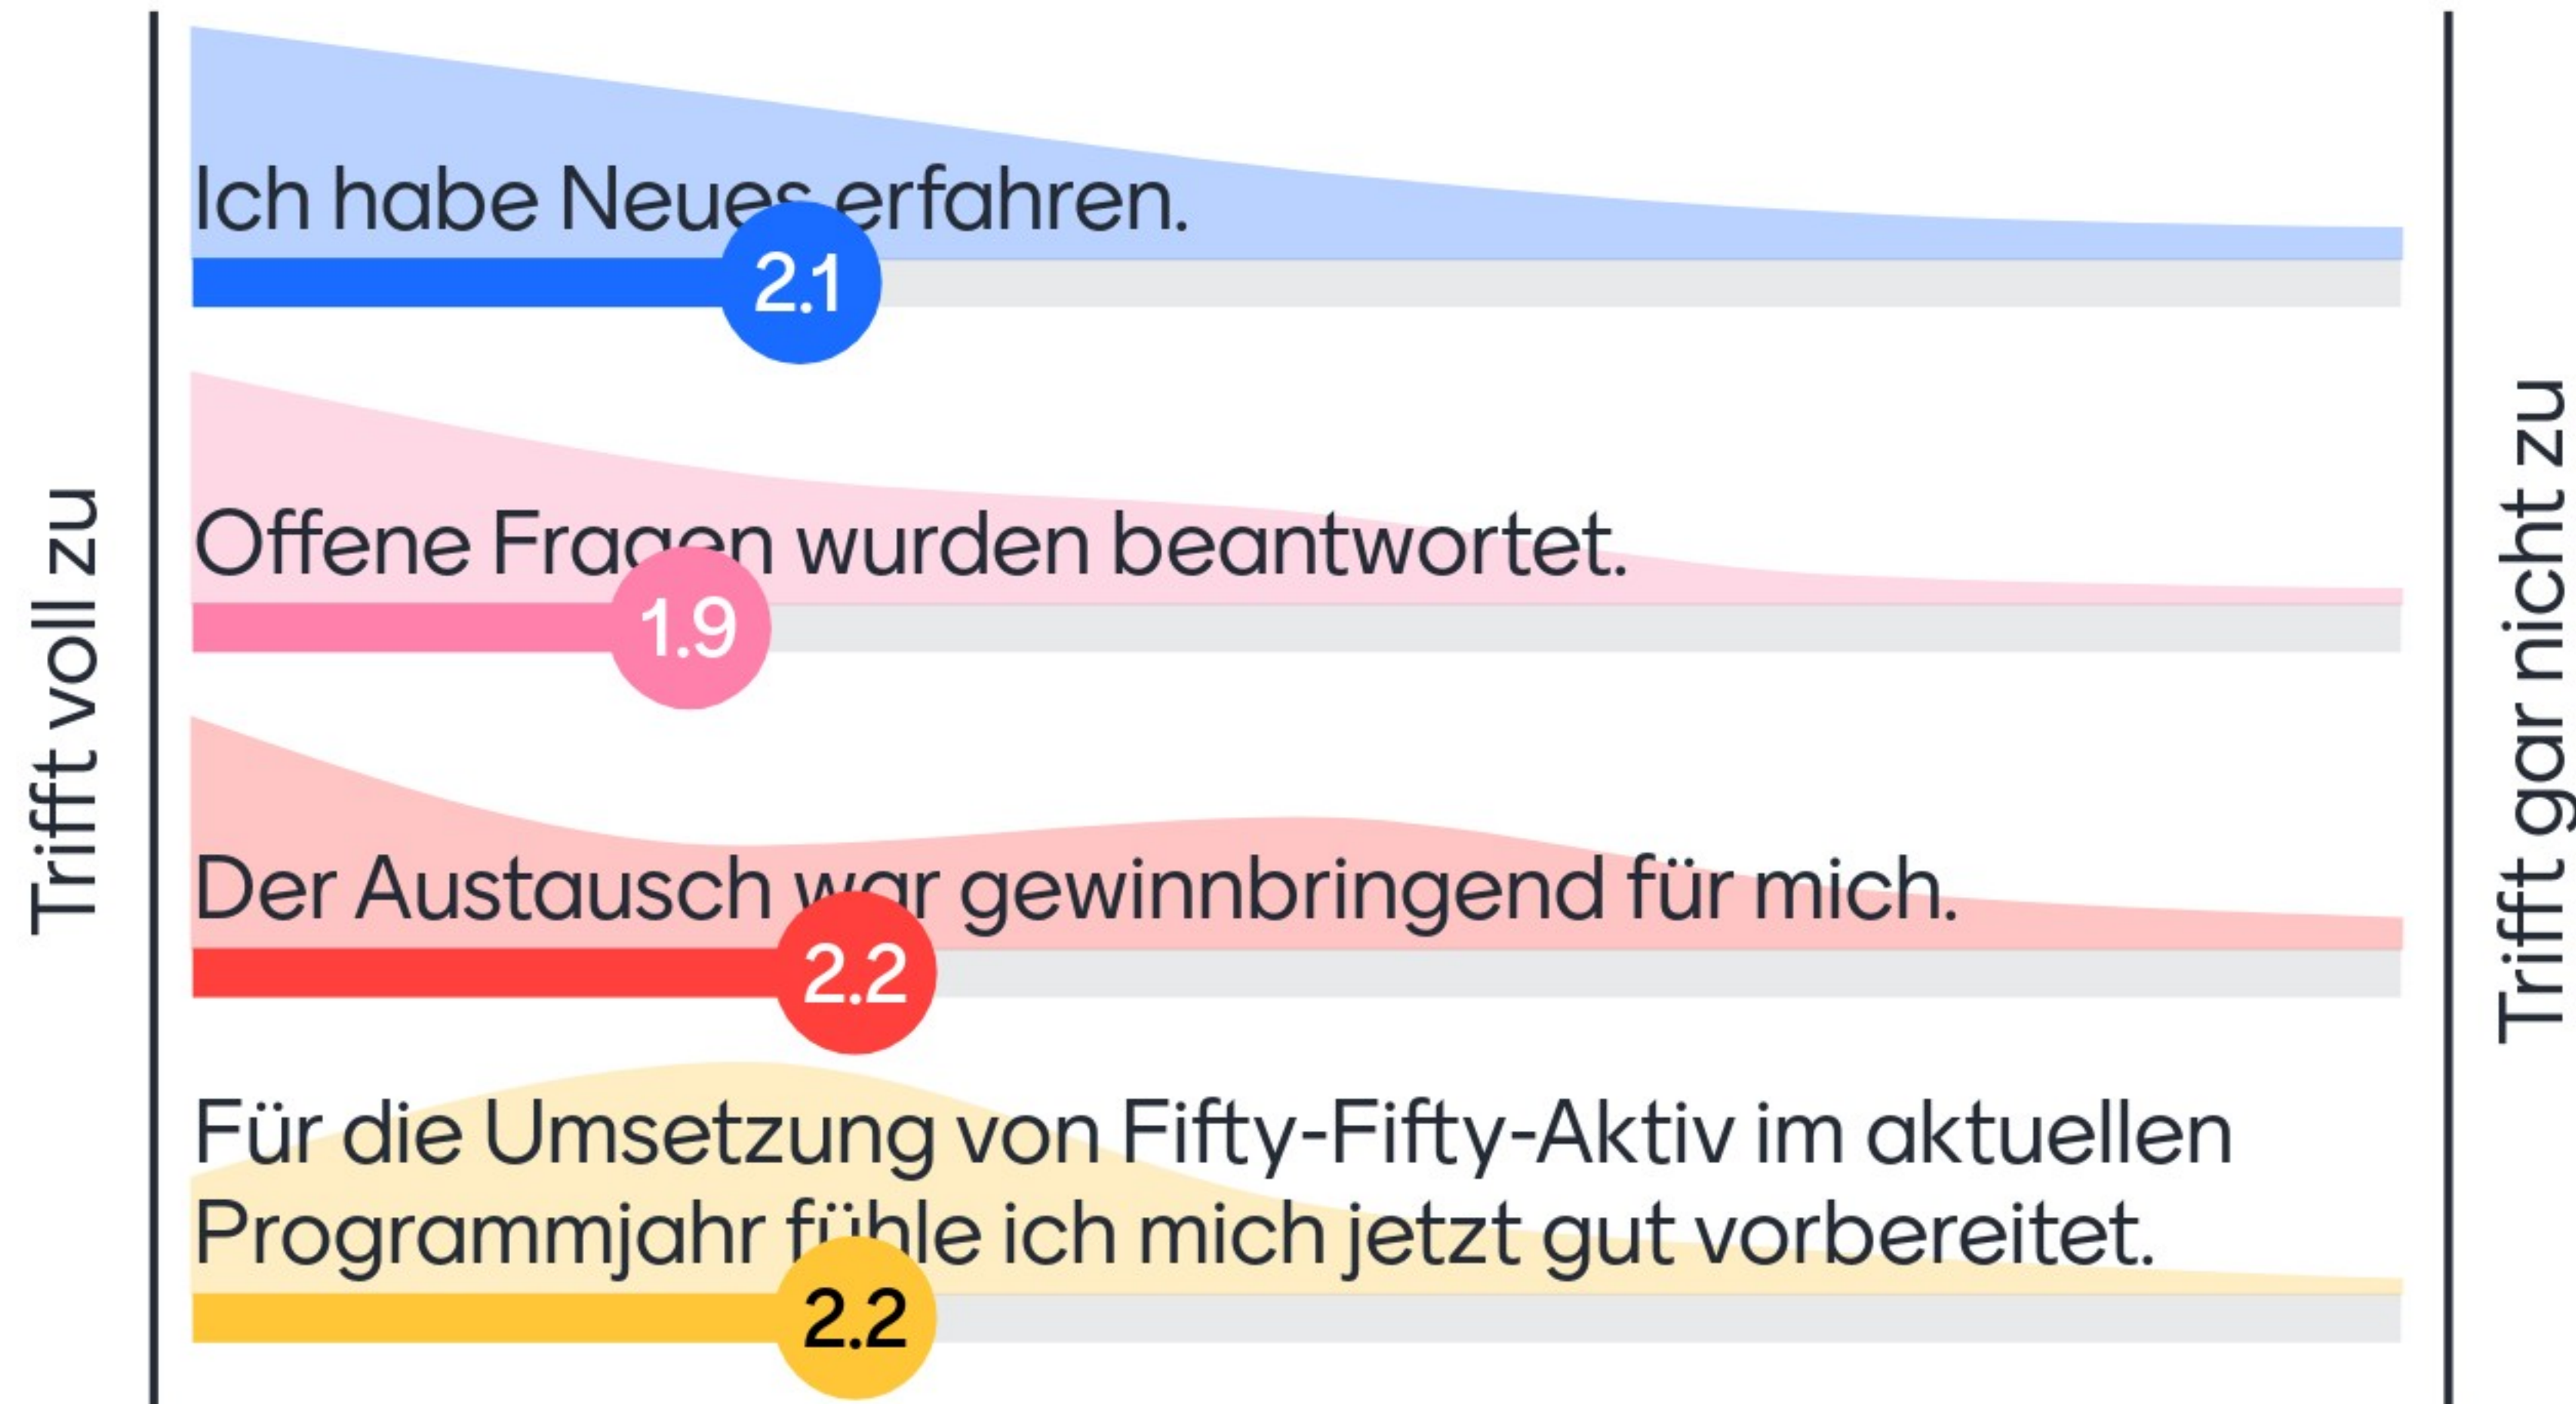 Trifft voll zu
Ich habe Neues erfahren.
2.1
Offene Fragen wurden beantwortet.
1.9
Der Austausch war gewinnbringend für mich.
2.2
Für die Umsetzung von Fifty-Fifty-Aktiv im aktuellen
Programmjahr fühle ich mich jetzt gut vorbereitet.
2.2
Trifft gar nicht zu